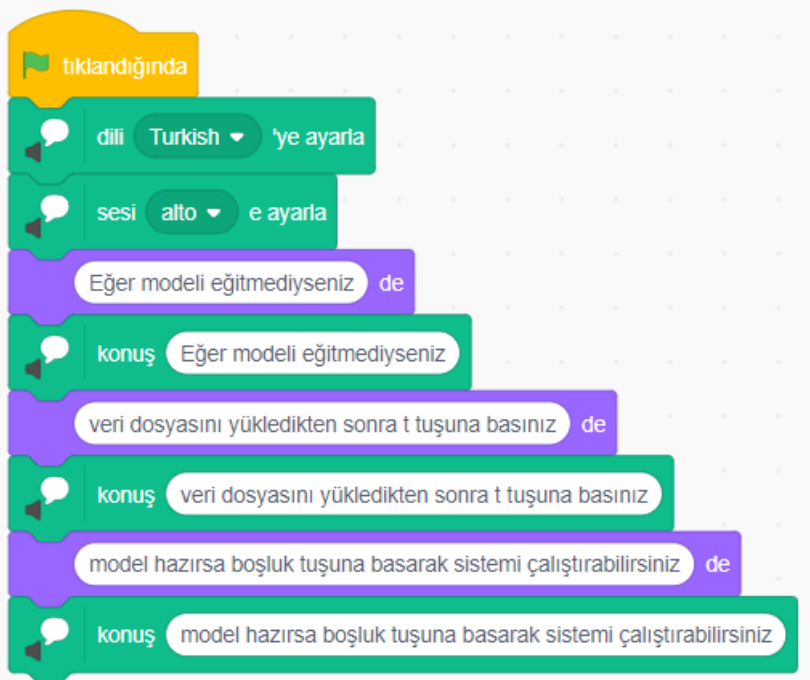 tıklandığında
dili Turkish 'ye ayarla
sesi alto e ayarla
Eğer modeli eğitmediyseniz de
konuş Eğer modeli eğitmediyseniz
veri dosyasını yükledikten sonra t tuşuna basınız de
konuş veri dosyasını yükledikten sonra t tuşuna basınız
model hazırsa boşluk tuşuna basarak sistemi çalıştırabilirsiniz de
konuş model hazırsa boşluk tuşuna basarak sistemi çalıştırabilirsiniz